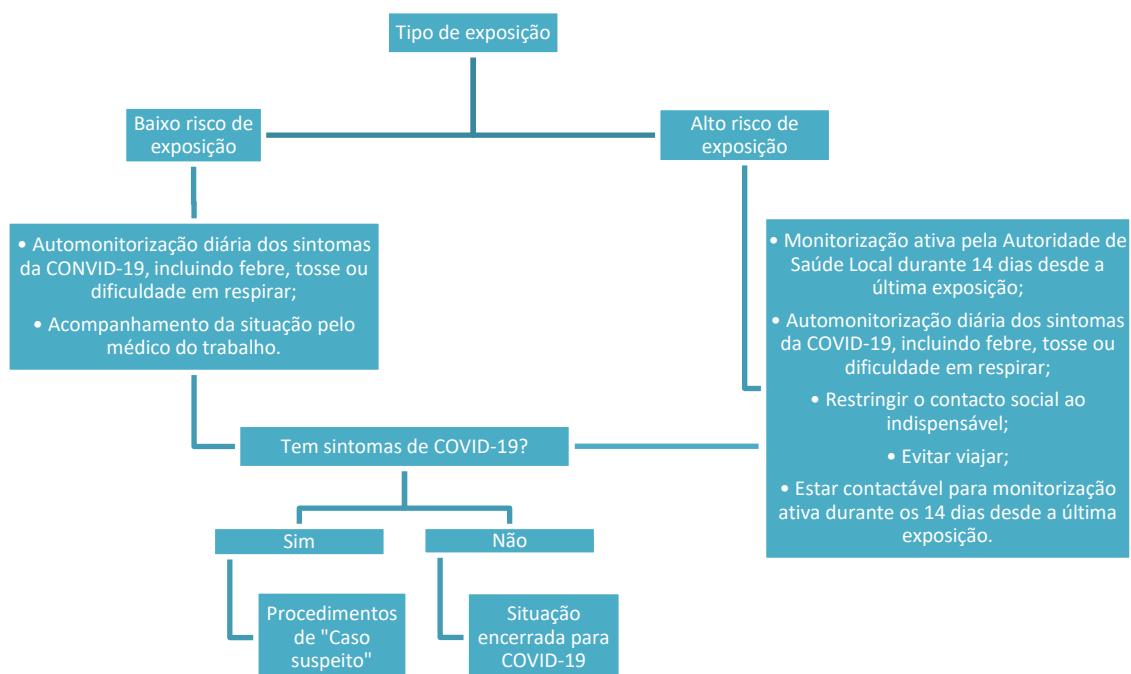 Tipo de exposição
Baixo risco de
exposição
Alto risco de
exposição
• Automonitorização diária dos sintomas
da CONVID-19, incluindo febre, tosse ou
dificuldade em respirar;
• Acompanhamento da situação pelo
médico do trabalho.
• Monitorização ativa pela Autoridade de
Saúde Local durante 14 dias desde a
última exposição;
• Automonitorização diária dos sintomas
da COVID-19, incluindo febre, tosse ou
dificuldade em respirar;
• Restringir o contacto social ao
indispensável;
• Evitar viajar;
• Estar contactável para monitorização
ativa durante os 14 dias desde a última
exposição.
Tem sintomas de COVID-19?
Sim
Não
Procedimentos
de "Caso
suspeito"
Situação
encerrada para
COVID-19